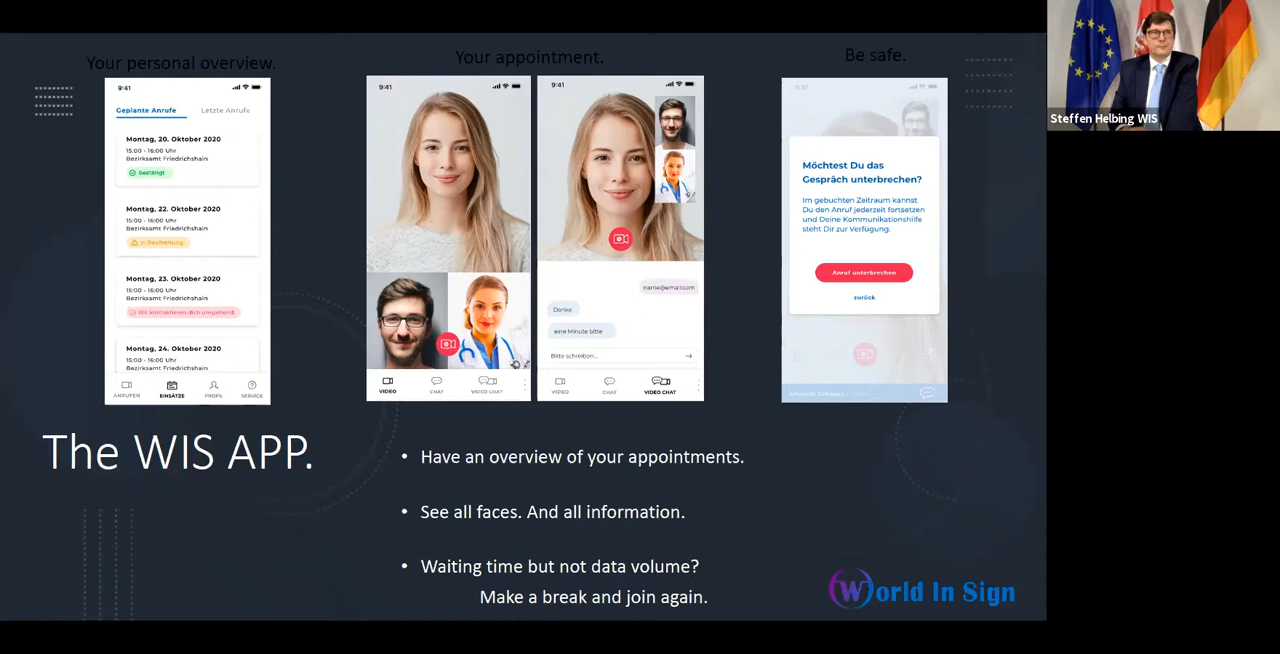 Your personal overview.
Your appointment.
Be safe.
9:41
Geplante Anrufe
Letzte Anrufe
Montag, 20. Oktober 2020
15:00 - 16:00 Uhr
Bezirksamt Friedrichshain
bestätigt
Montag, 22. Oktober 2020
15:00 - 16:00 Uhr
Bezirksamt Friedrichshain
in Bearbeitung
Montag, 23. Oktober 2020
15:00 - 16:00 Uhr
Bezirksamt Friedrichshain
Wir kontaktieren dich umgehend.
Montag, 24. Oktober 2020
15:00 - 16:00 Uhr
Bezirksamt Friedrichshain
ANRUFEN
EINSÄTZE
PROFIL
SERVICE
9:41
VIDEO
CHAT
VIDEO CHAT
9:41
name@email.com
Danke
eine Minute bitte
Bitte schreiben...
VIDEO
CHAT
VIDEO CHAT
9:41
Möchtest Du das
Gespräch unterbrechen?
Im gebuchten Zeitraum kannst
Du den Anruf jederzeit fortsetzen
und Deine Kommunikationshilfe
steht Dir zur Verfügung.
Anruf unterbrechen
zurück
The WIS APP.
• Have an overview of your appointments.
• See all faces. And all information.
• Waiting time but not data volume?
Make a break and join again.
World In Sign
Steffen Helbing WIS